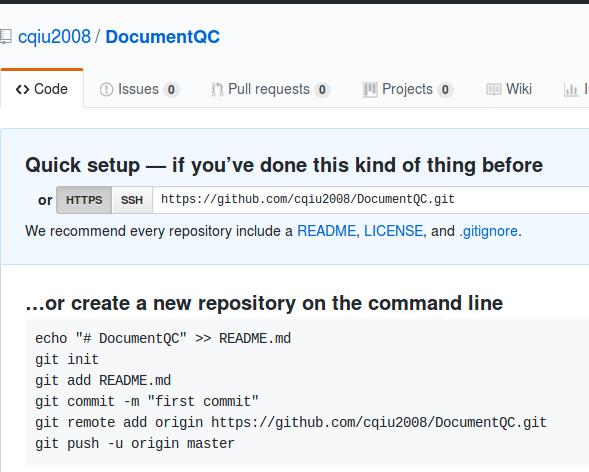 cqiu2008 / DocumentQC
Code Issues 0 Pull requests 0 Projects 0 Wiki
Quick setup — if you’ve done this kind of thing before
or HTTPS SSH https://github.com/cqiu2008/DocumentQC.git
We recommend every repository include a README, LICENSE, and .gitignore.
…or create a new repository on the command line
echo "# DocumentQC" >> README.md
git init
git add README.md
git commit -m "first commit"
git remote add origin https://github.com/cqiu2008/DocumentQC.git
git push -u origin master